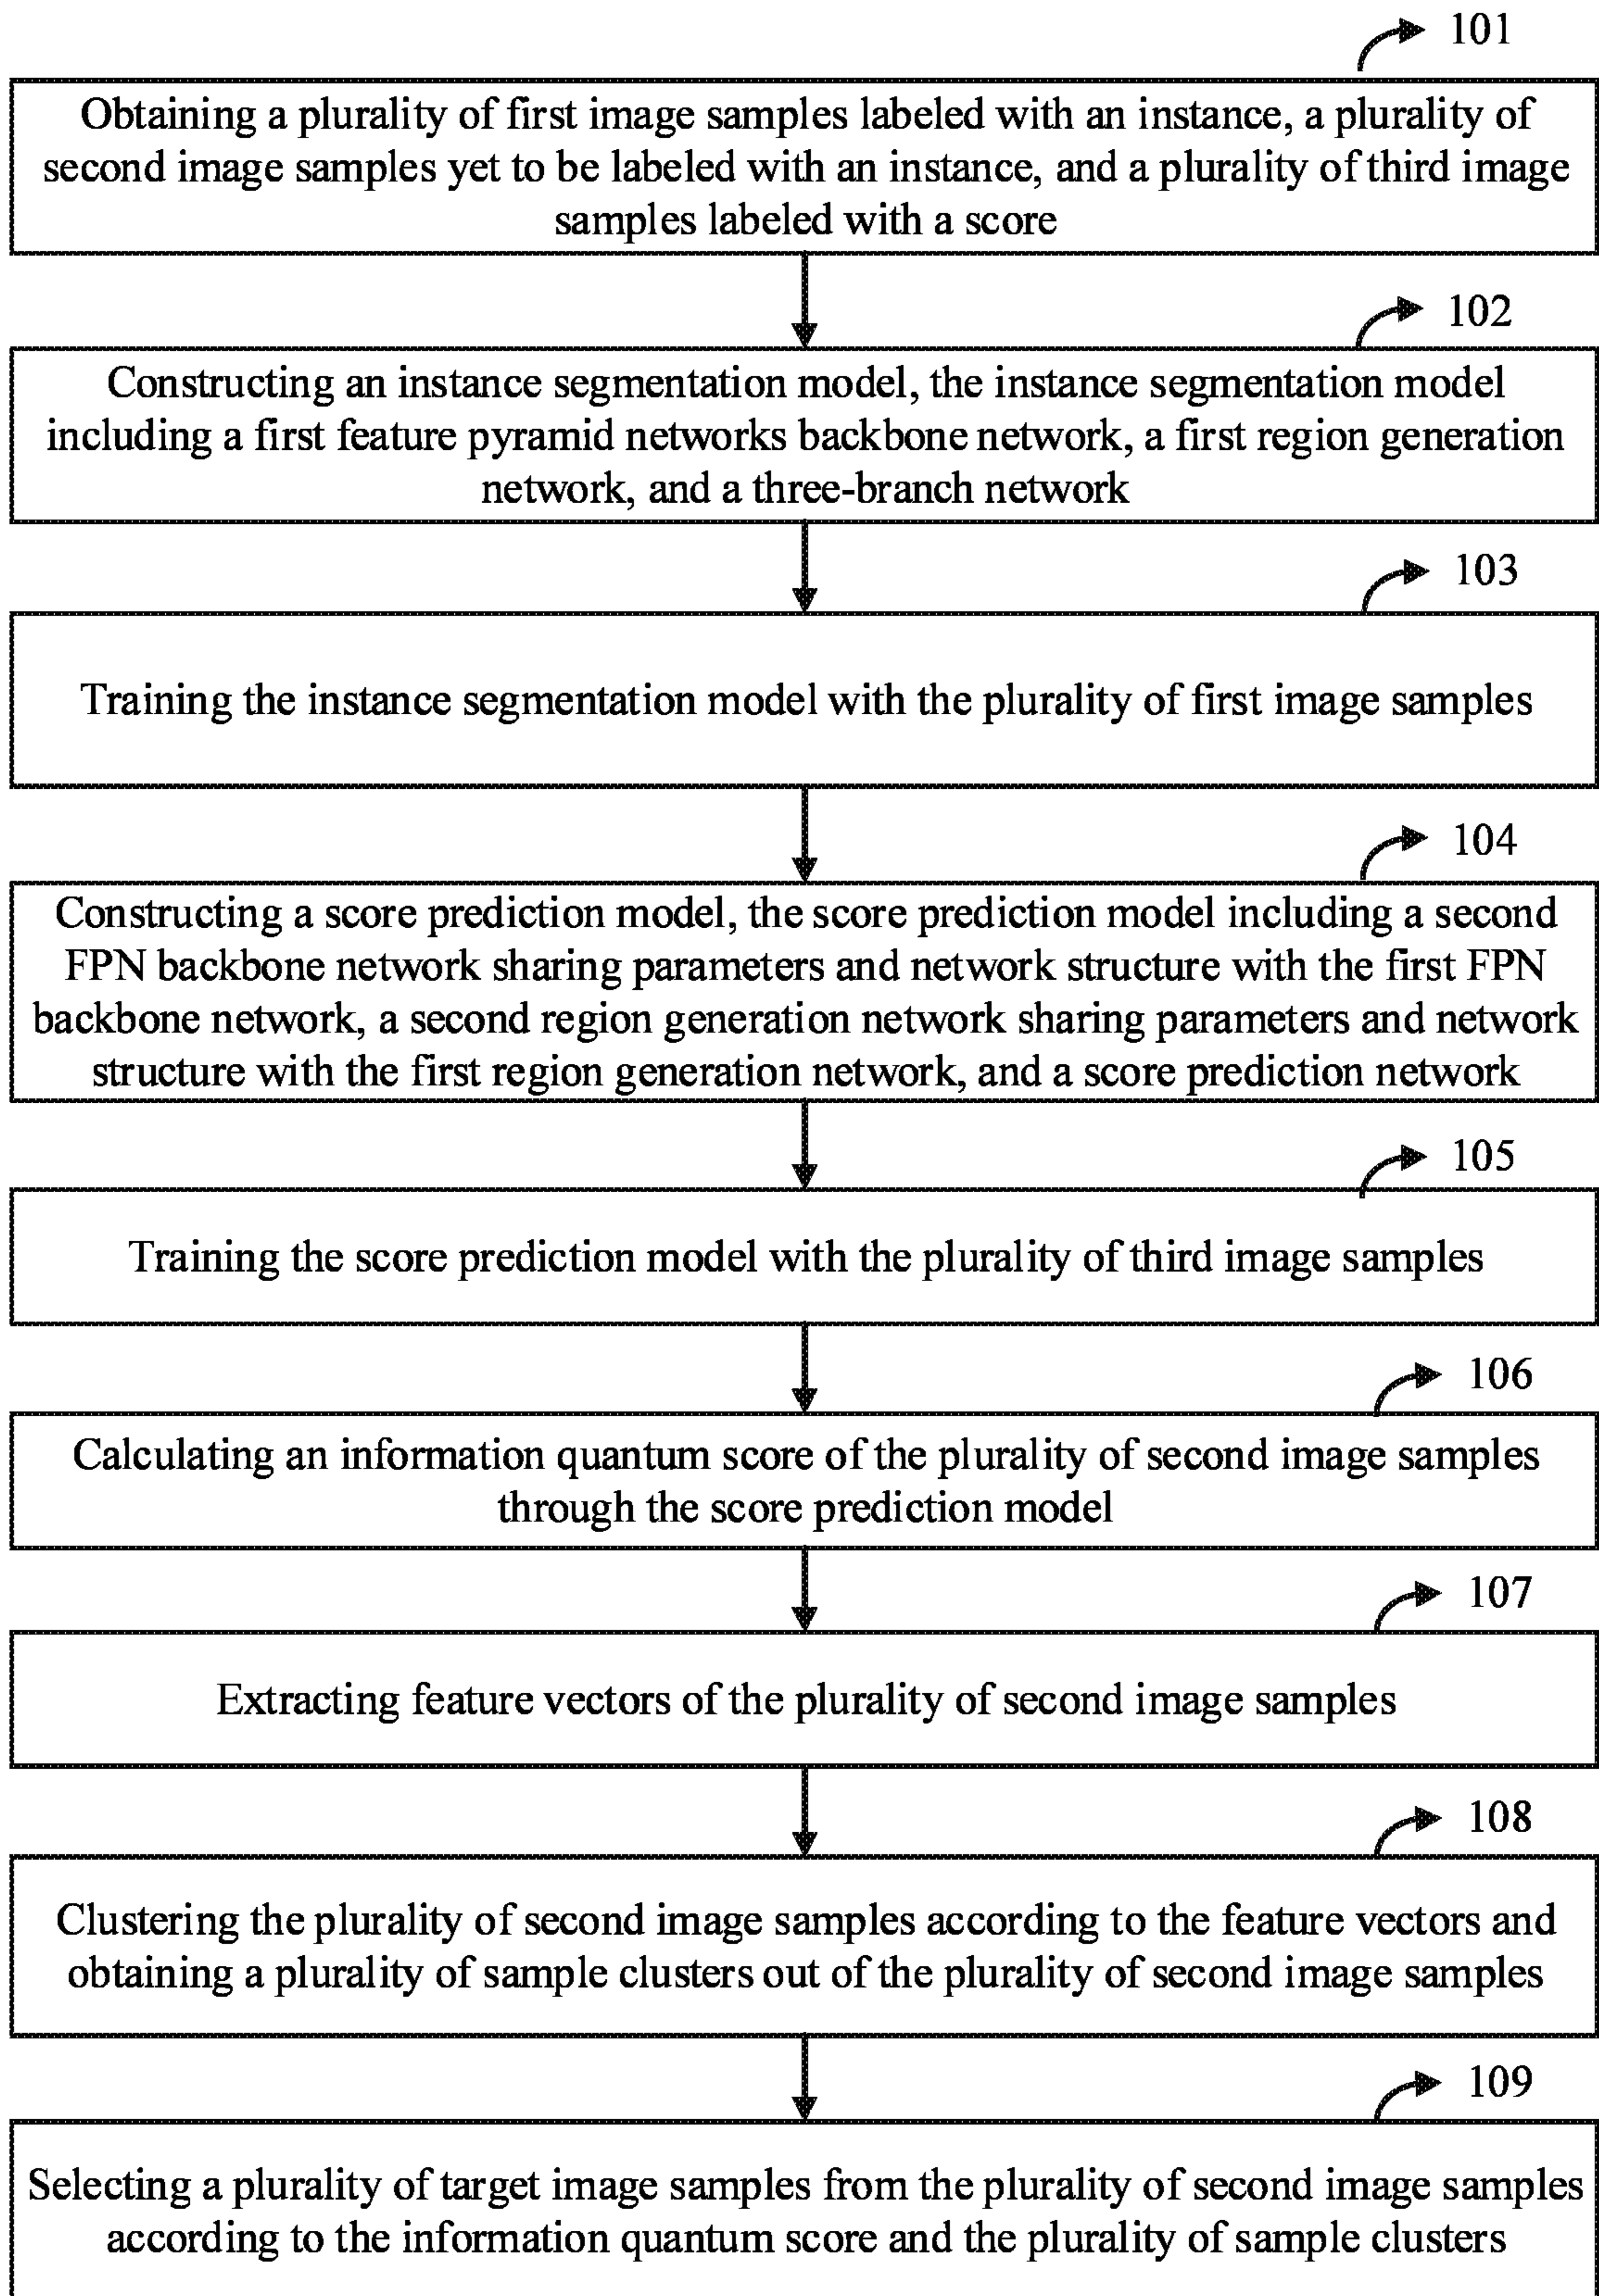 101
Obtaining a plurality of first image samples labeled with an instance, a plurality of
second image samples yet to be labeled with an instance, and a plurality of third image
samples labeled with a score
102
Constructing an instance segmentation model, the instance segmentation model
including a first feature pyramid networks backbone network, a first region generation
network, and a three-branch network
103
Training the instance segmentation model with the plurality of first image samples
104
Constructing a score prediction model, the score prediction model including a second
FPN backbone network sharing parameters and network structure with the first FPN
backbone network, a second region generation network sharing parameters and network
structure with the first region generation network, and a score prediction network
105
Training the score prediction model with the plurality of third image samples
106
Calculating an information quantum score of the plurality of second image samples
through the score prediction model
107
Extracting feature vectors of the plurality of second image samples
108
Clustering the plurality of second image samples according to the feature vectors and
obtaining a plurality of sample clusters out of the plurality of second image samples
109
Selecting a plurality of target image samples from the plurality of second image samples
according to the information quantum score and the plurality of sample clusters